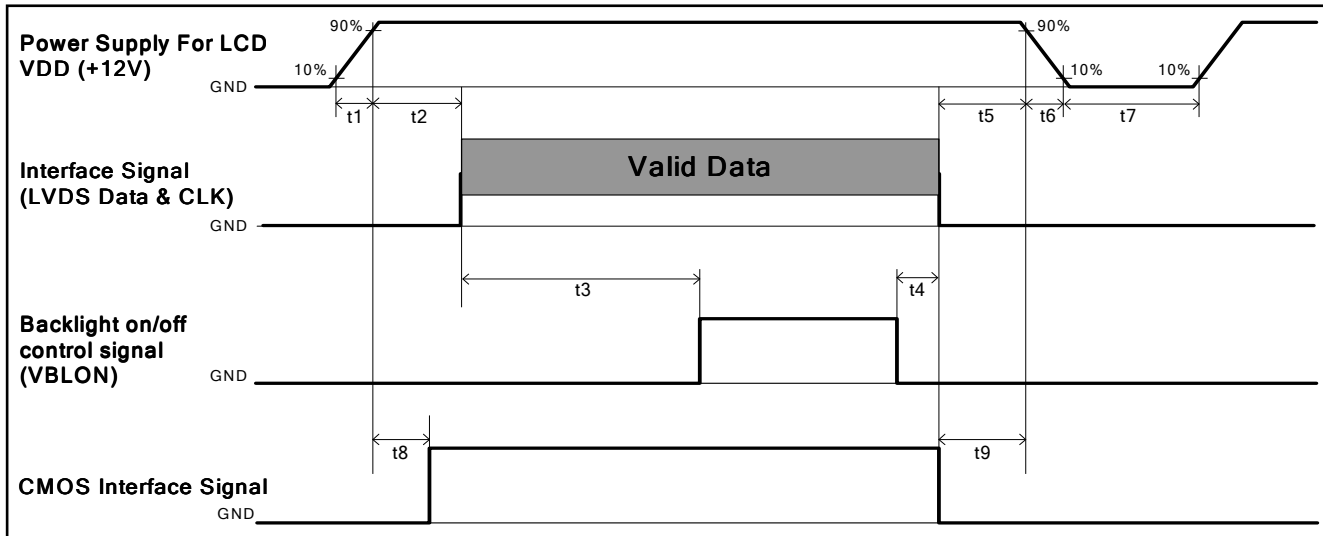 Power Supply For LCD
VDD (+12V)
90%
10%
GND
90%
10%
10%
t1
t2
t5
t6
t7
Interface Signal
(LVDS Data & CLK)
Valid Data
GND
t3
t4
Backlight on/off
control signal
(VBLON)
GND
t8
t9
CMOS Interface Signal
GND